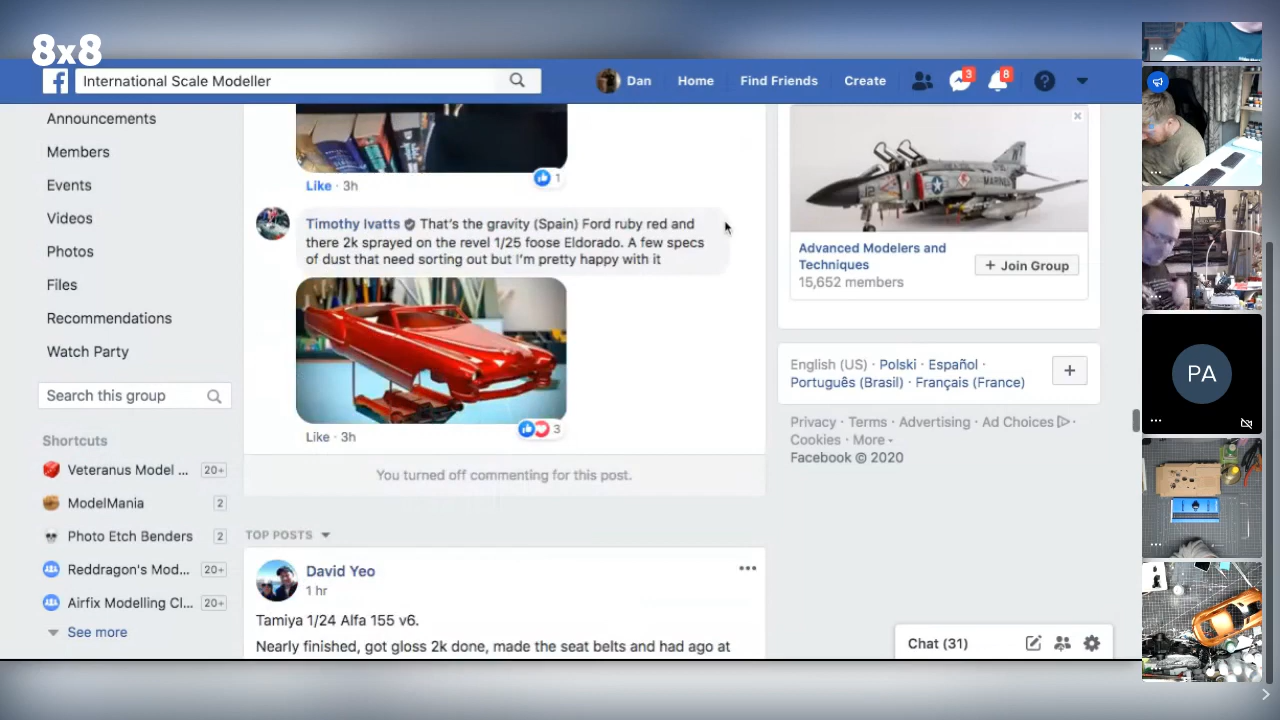 8x8
International Scale Modeller
Dan
Home
Find Friends
Create
3
8
Announcements
Members
Events
Videos
Photos
Files
Recommendations
Watch Party
Search this group
Shortcuts
Veteranus Model ... 20+
ModelMania 2
Photo Etch Benders 2
Reddragon's Mod... 20+
Airfix Modelling Cl... 20+
See more
Like · 3h
1
Timothy Ivatts That's the gravity (Spain) Ford ruby red and
there 2k sprayed on the revel 1/25 foose Eldorado. A few specs
of dust that need sorting out but I'm pretty happy with it
Like · 3h
3
You turned off commenting for this post.
TOP POSTS
David Yeo
1 hr
Tamiya 1/24 Alfa 155 v6.
Nearly finished, got gloss 2k done, made the seat belts and had ago at
12
MARINES
Advanced Modelers and
Techniques
15,652 members
+ Join Group
English (US) · Polski · Español ·
Português (Brasil) · Français (France)
Privacy · Terms · Advertising · Ad Choices ·
Cookies · More
Facebook © 2020
Chat (31)
PA